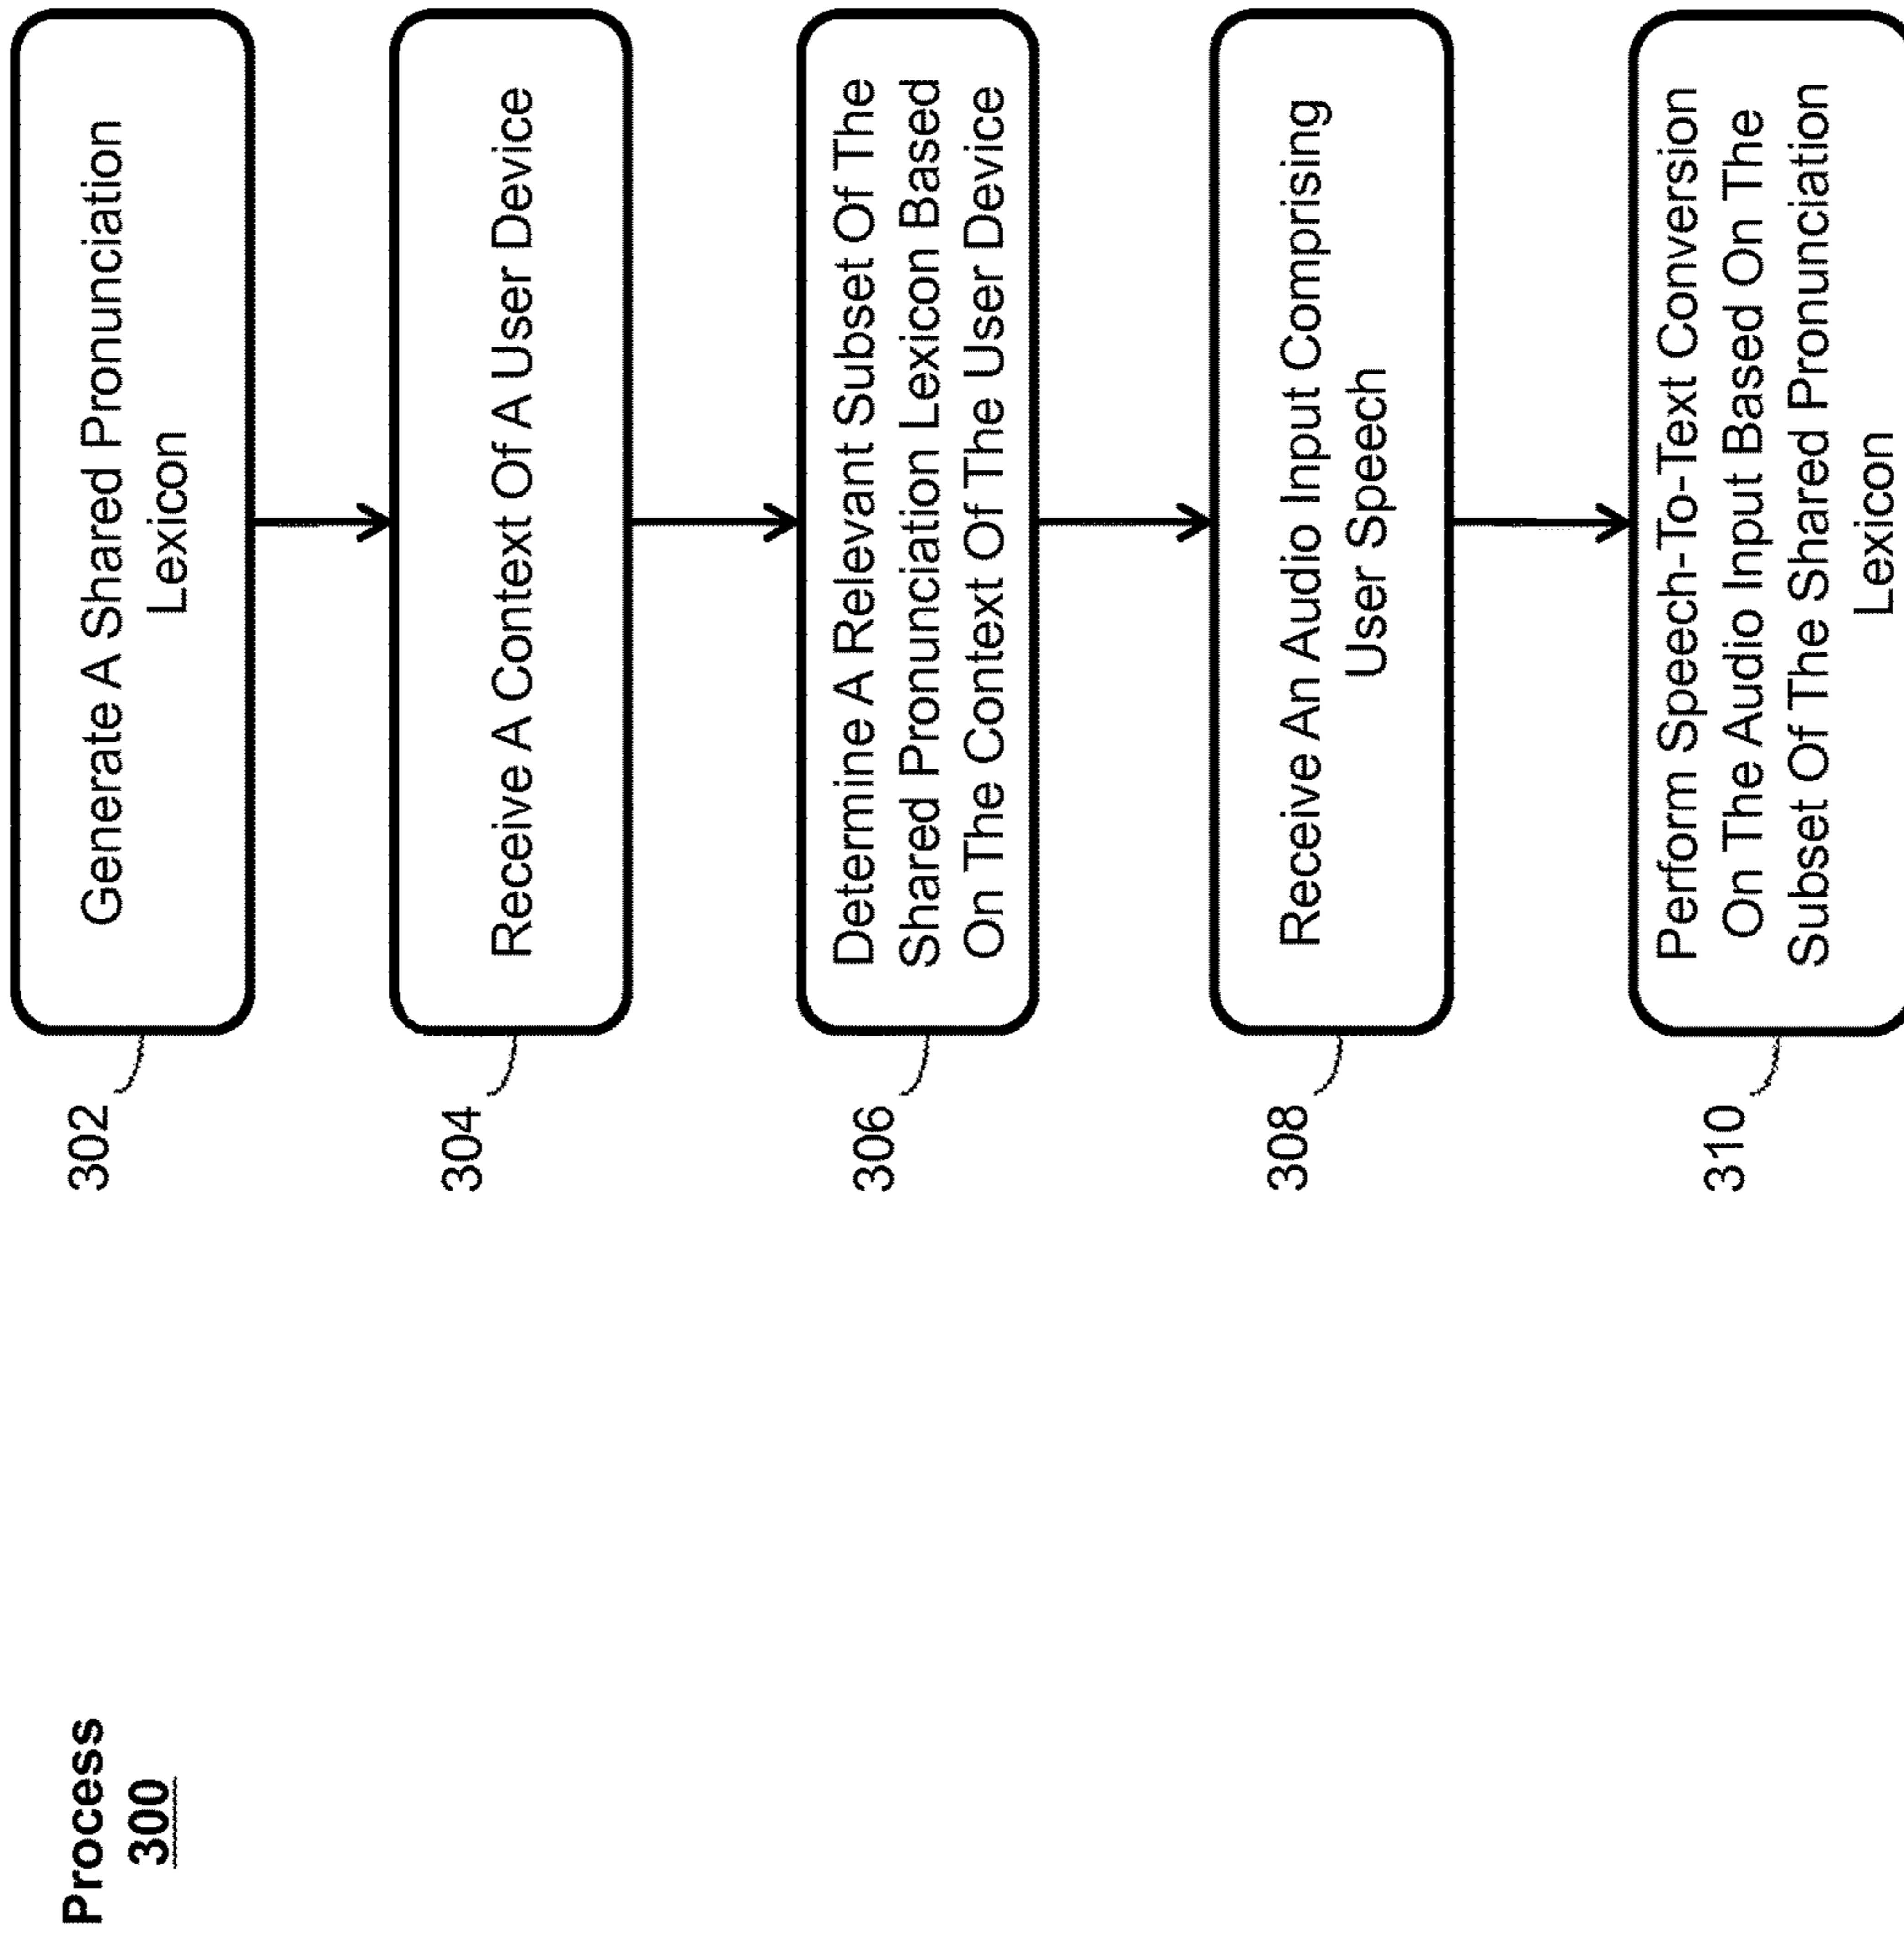 Process
300
302
Generate A Shared Pronunciation
Lexicon
304
Receive A Context Of A User Device
306
Determine A Relevant Subset Of The
Shared Pronunciation Lexicon Based
On The Context Of The User Device
308
Receive An Audio Input Comprising
User Speech
310
Perform Speech-To-Text Conversion
On The Audio Input Based On The
Subset Of The Shared Pronunciation
Lexicon